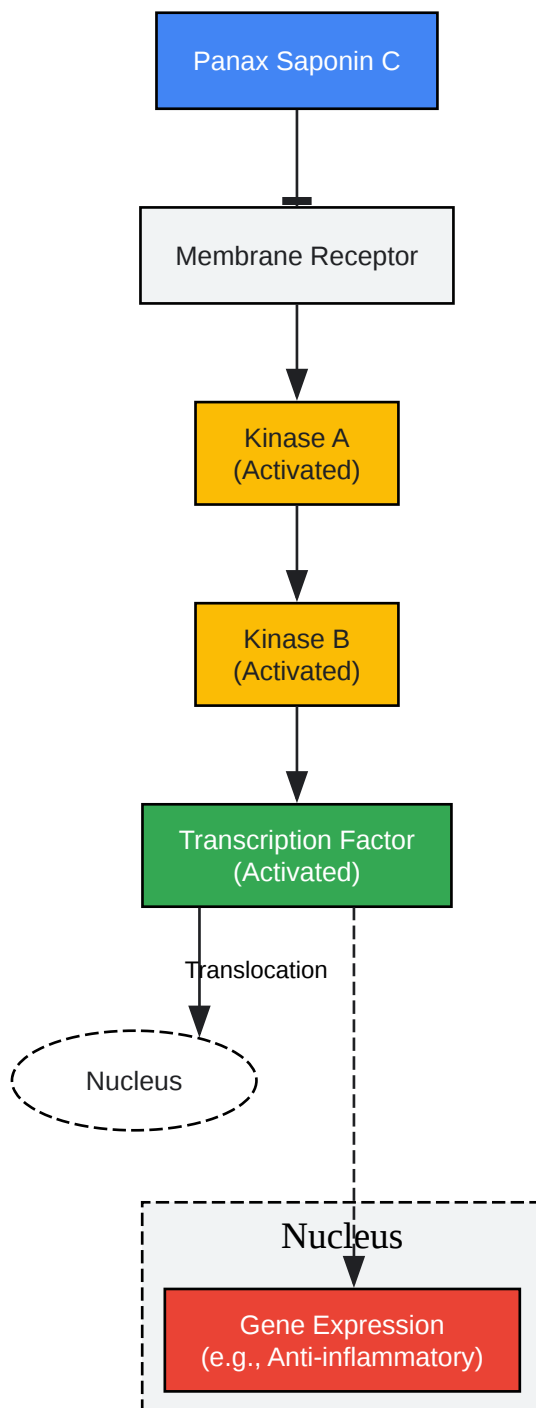 Panax Saponin C
Membrane Receptor
Kinase A
(Activated)
Kinase B
(Activated)
Transcription Factor
(Activated)
Translocation
Nucleus
Nucleus
Gene Expression
(e.g., Anti-inflammatory)